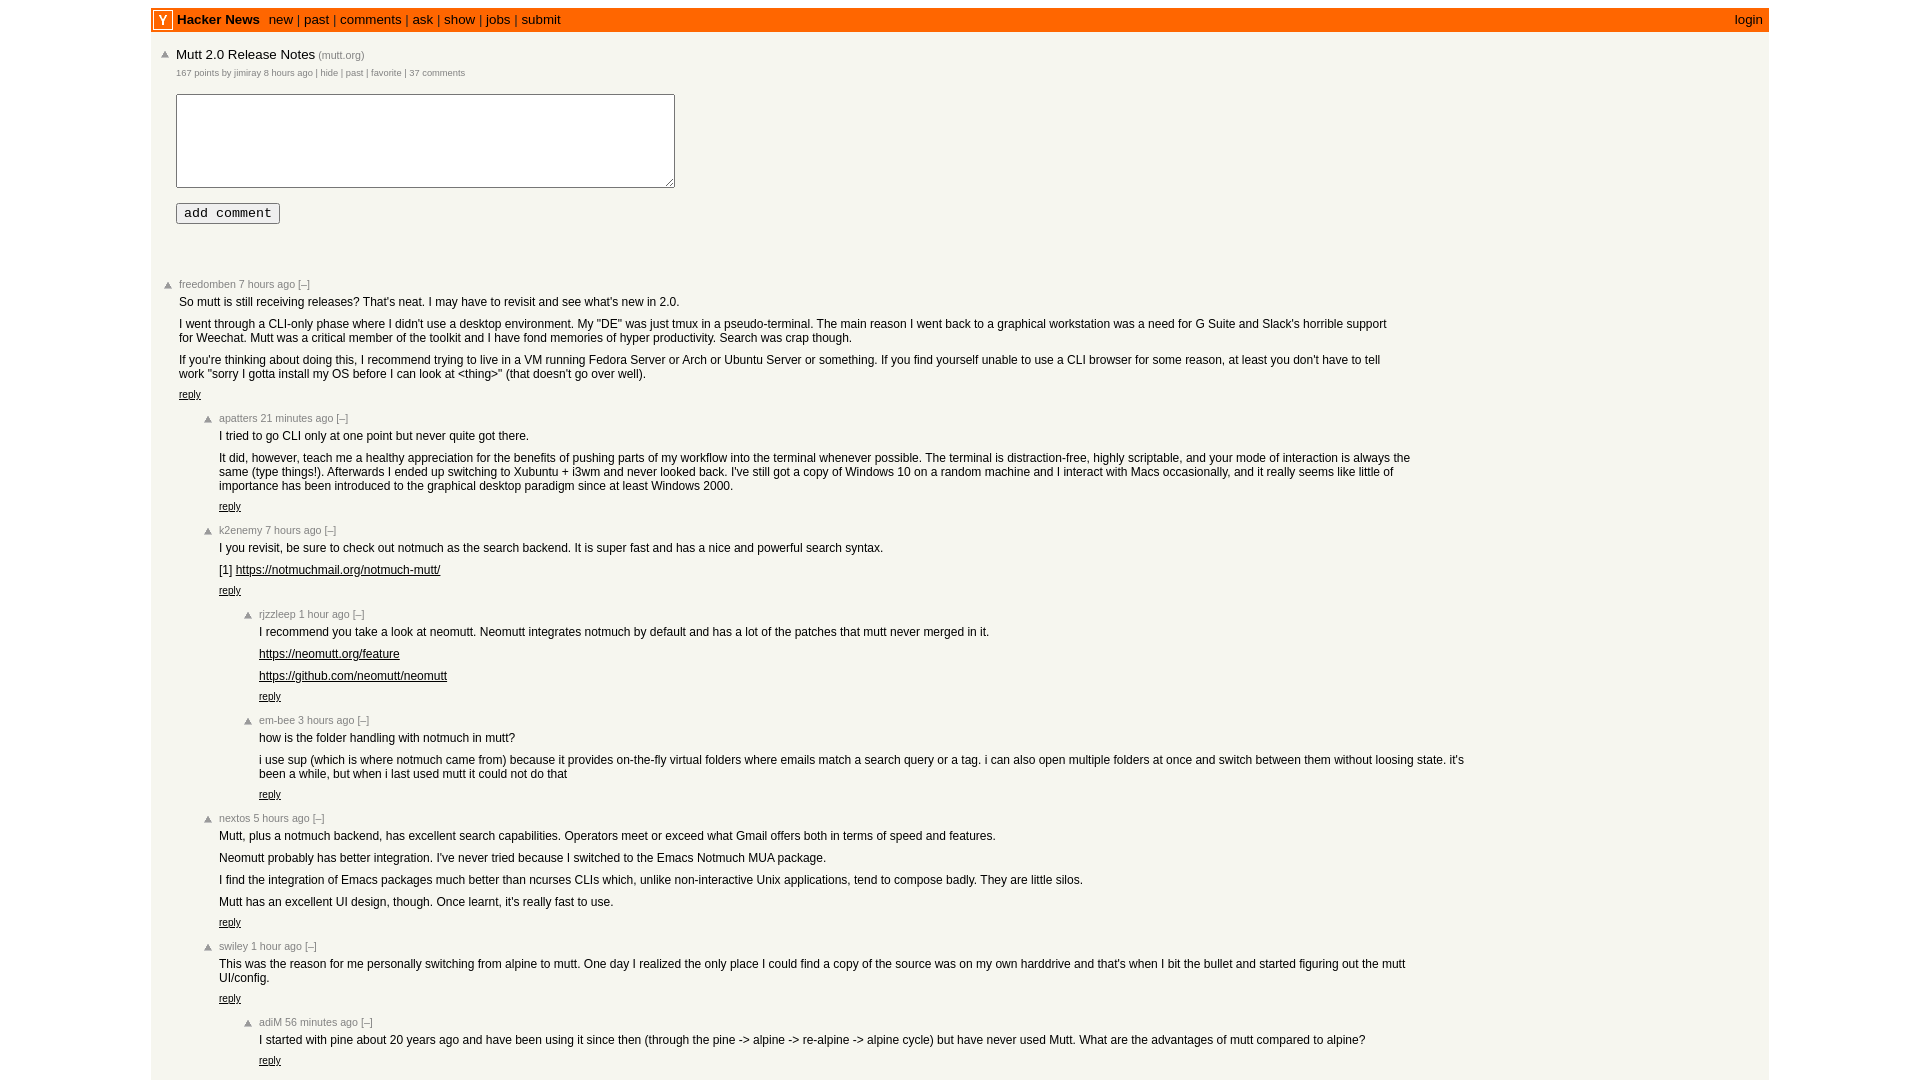 Y Hacker News new | past | comments | ask | show | jobs | submit login
Mutt 2.0 Release Notes (mutt.org)
167 points by jimiray 8 hours ago | hide | past | favorite | 37 comments
add comment
freedomben 7 hours ago [–]
So mutt is still receiving releases? That's neat. I may have to revisit and see what's new in 2.0.
I went through a CLI-only phase where I didn't use a desktop environment. My "DE" was just tmux in a pseudo-terminal. The main reason I went back to a graphical workstation was a need for G Suite and Slack's horrible support
for Weechat. Mutt was a critical member of the toolkit and I have fond memories of hyper productivity. Search was crap though.
If you're thinking about doing this, I recommend trying to live in a VM running Fedora Server or Arch or Ubuntu Server or something. If you find yourself unable to use a CLI browser for some reason, at least you don't have to tell
work "sorry I gotta install my OS before I can look at <thing>" (that doesn't go over well).
reply
apatters 21 minutes ago [–]
I tried to go CLI only at one point but never quite got there.
It did, however, teach me a healthy appreciation for the benefits of pushing parts of my workflow into the terminal whenever possible. The terminal is distraction-free, highly scriptable, and your mode of interaction is always the
same (type things!). Afterwards I ended up switching to Xubuntu + i3wm and never looked back. I've still got a copy of Windows 10 on a random machine and I interact with Macs occasionally, and it really seems like little of
importance has been introduced to the graphical desktop paradigm since at least Windows 2000.
reply
k2enemy 7 hours ago [–]
I you revisit, be sure to check out notmuch as the search backend. It is super fast and has a nice and powerful search syntax.
[1] https://notmuchmail.org/notmuch-mutt/
reply
rjzzleep 1 hour ago [–]
I recommend you take a look at neomutt. Neomutt integrates notmuch by default and has a lot of the patches that mutt never merged in it.
https://neomutt.org/feature
https://github.com/neomutt/neomutt
reply
em-bee 3 hours ago [–]
how is the folder handling with notmuch in mutt?
i use sup (which is where notmuch came from) because it provides on-the-fly virtual folders where emails match a search query or a tag. i can also open multiple folders at once and switch between them without loosing state. it's
been a while, but when i last used mutt it could not do that
reply
nextos 5 hours ago [–]
Mutt, plus a notmuch backend, has excellent search capabilities. Operators meet or exceed what Gmail offers both in terms of speed and features.
Neomutt probably has better integration. I've never tried because I switched to the Emacs Notmuch MUA package.
I find the integration of Emacs packages much better than ncurses CLIs which, unlike non-interactive Unix applications, tend to compose badly. They are little silos.
Mutt has an excellent UI design, though. Once learnt, it's really fast to use.
reply
swiley 1 hour ago [–]
This was the reason for me personally switching from alpine to mutt. One day I realized the only place I could find a copy of the source was on my own harddrive and that's when I bit the bullet and started figuring out the mutt
UI/config.
reply
adiM 56 minutes ago [–]
I started with pine about 20 years ago and have been using it since then (through the pine -> alpine -> re-alpine -> alpine cycle) but have never used Mutt. What are the advantages of mutt compared to alpine?
reply